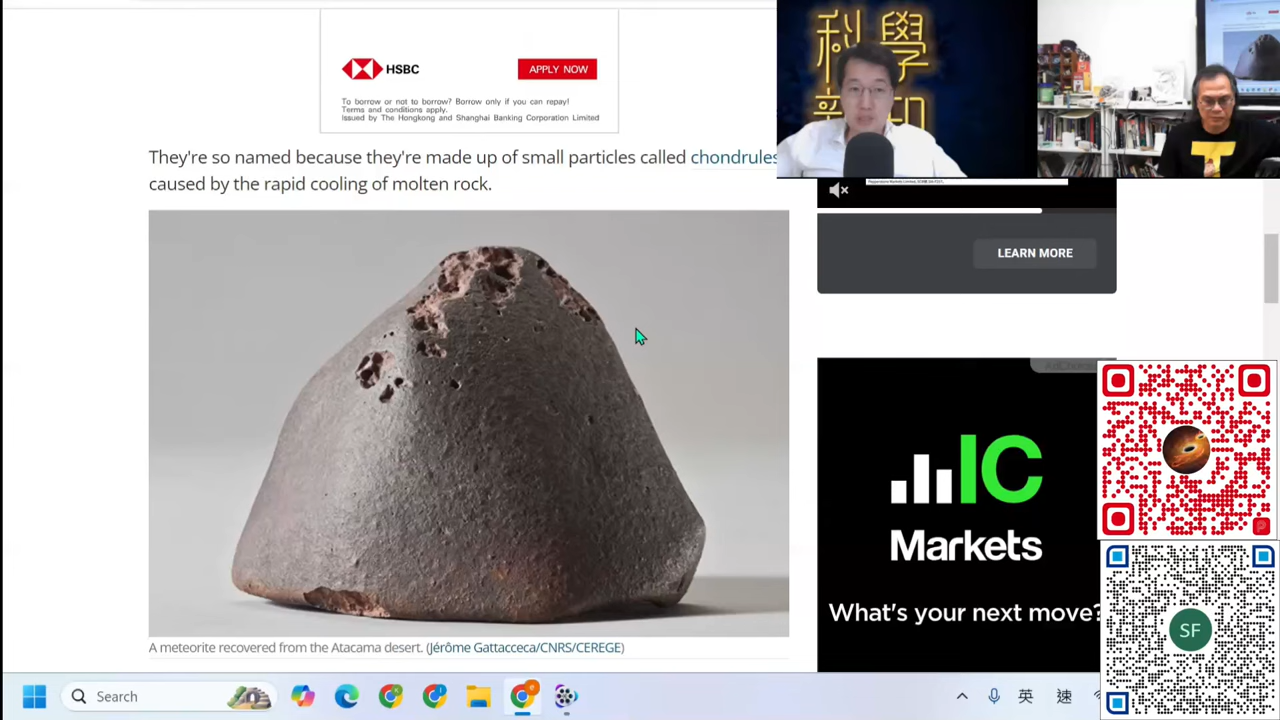 HSBC
APPLY NOW
To borrow or not to borrow? Borrow only if you can repay!
Terms and conditions apply.
Issued by The Hongkong and Shanghai Banking Corporation Limited
科學
They're so named because they're made up of small particles called chondrules
caused by the rapid cooling of molten rock.
LEARN MORE
IC
Markets
What's your next move?
SF
A meteorite recovered from the Atacama desert. (Jérôme Gattacceca/CNRS/CEREGE)
Search
英
速